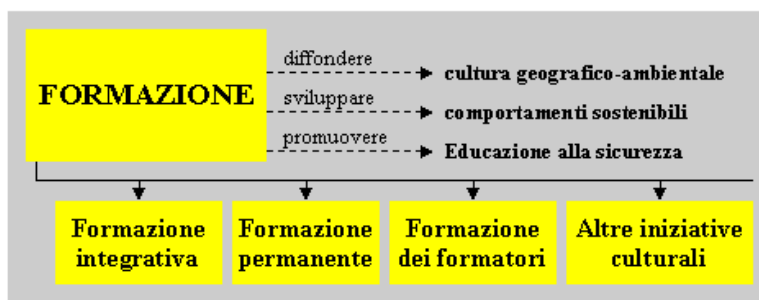 FORMAZIONE
diffondere
cultura geografico-ambientale
sviluppare
comportamenti sostenibili
promuovere
Educazione alla sicurezza
Formazione
integrativa
Formazione
permanente
Formazione
dei formatori
Altre iniziative
culturali